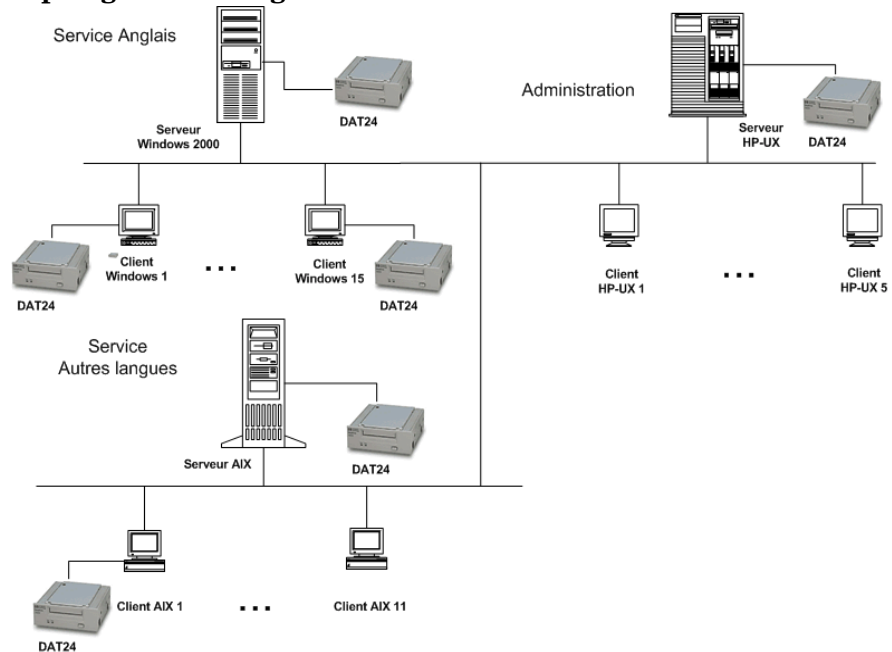 Service Anglais
DAT24
Serveur
Windows 2000
Administration
Serveur
HP-UX
DAT24
DAT24
Client
Windows 1
...
Client
Windows 15
DAT24
Client
HP-UX 1
...
Client
HP-UX 5
Service
Autres langues
Serveur AIX
DAT24
Client AIX 1
...
Client AIX 11
DAT24